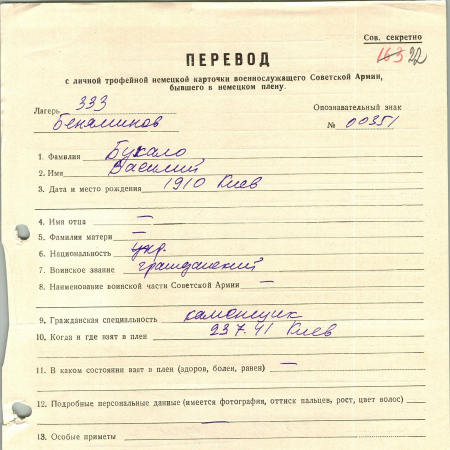 Сов. секретно
163 22
ПЕРЕВОД
с личной трофейной немецкой карточки военнослужащего Советской Армии,
бывшего в немецком плену.
Лагерь 333
Опознавательный знак
Беняминов
№ 00351
1. Фамилия Букало
2. Имя Василий
3. Дата и место рождения 1910 Киев
4. Имя отца —
5. Фамилия матери —
6. Национальность укр.
7. Воинское звание гражданский
8. Наименование воинской части Советской Армии —
9. Гражданская специальность каменщик
10. Когда и где взят в плен 23.7.41 Киев
11. В каком состоянии взят в плен (здоров, болен, ранен) —
12. Подробные персональные данные (имеется фотография, оттиск пальцев, рост, цвет волос)
—
13. Особые приметы